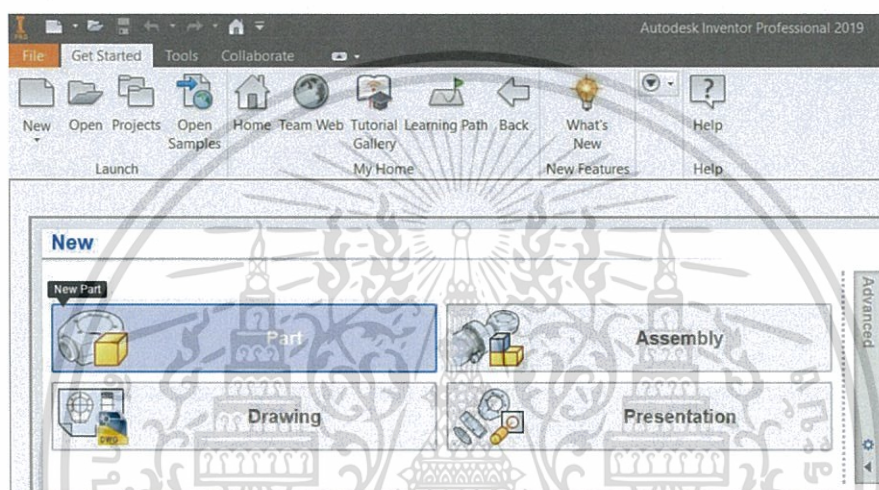 PRO
Autodesk Inventor Professional 2019
File Get Started Tools Collaborate
New Open Projects Open Samples Home Team Web Tutorial Gallery Learning Path Back What's New Help
Launch My Home New Features Help
New
New Part
Part Assembly
Drawing Presentation
DWG
Advanced